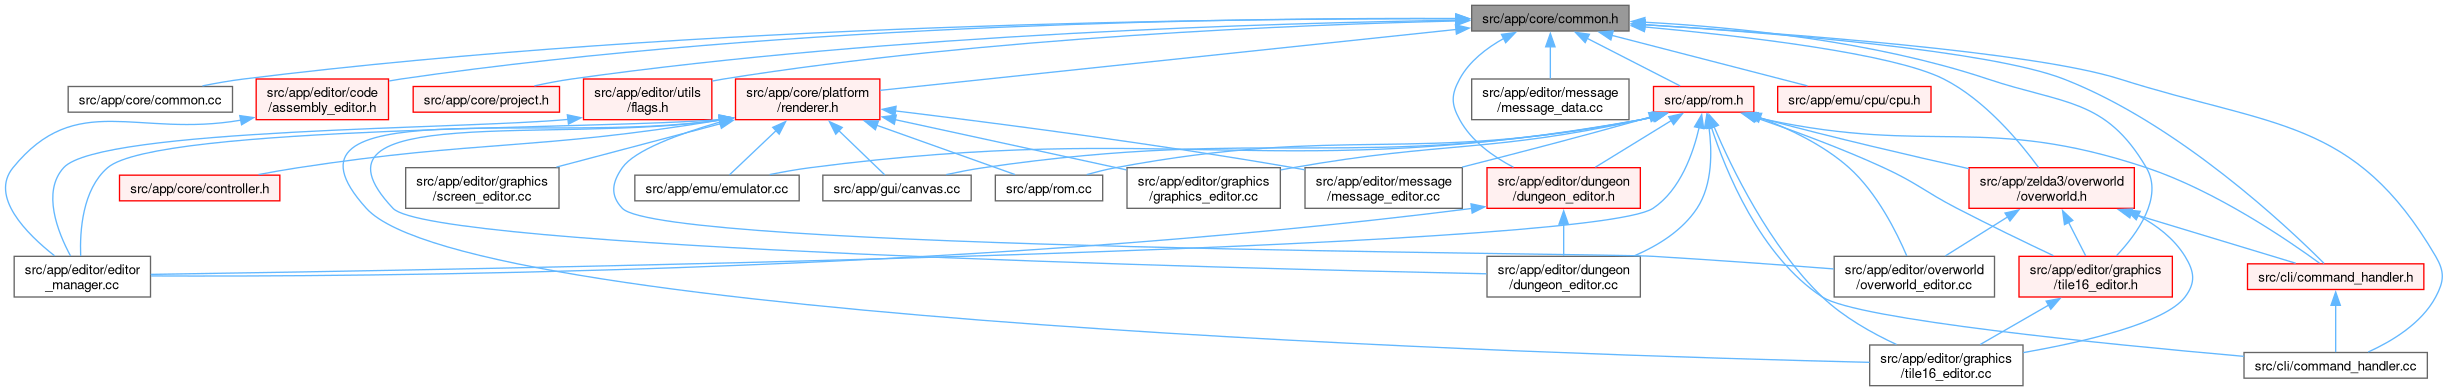 src/app/core/common.h
src/app/core/common.cc
src/app/editor/code
/assembly_editor.h
src/app/core/project.h
src/app/editor/utils
/flags.h
src/app/core/platform
/renderer.h
src/app/editor/message
/message_data.cc
src/app/rom.h
src/app/emu/cpu/cpu.h
src/app/core/controller.h
src/app/editor/graphics
/screen_editor.cc
src/app/emu/emulator.cc
src/app/gui/canvas.cc
src/app/rom.cc
src/app/editor/graphics
/graphics_editor.cc
src/app/editor/message
/message_editor.cc
src/app/editor/dungeon
/dungeon_editor.h
src/app/zelda3/overworld
/overworld.h
src/app/editor/editor
_manager.cc
src/app/editor/dungeon
/dungeon_editor.cc
src/app/editor/overworld
/overworld_editor.cc
src/app/editor/graphics
/tile16_editor.h
src/cli/command_handler.h
src/app/editor/graphics
/tile16_editor.cc
src/cli/command_handler.cc